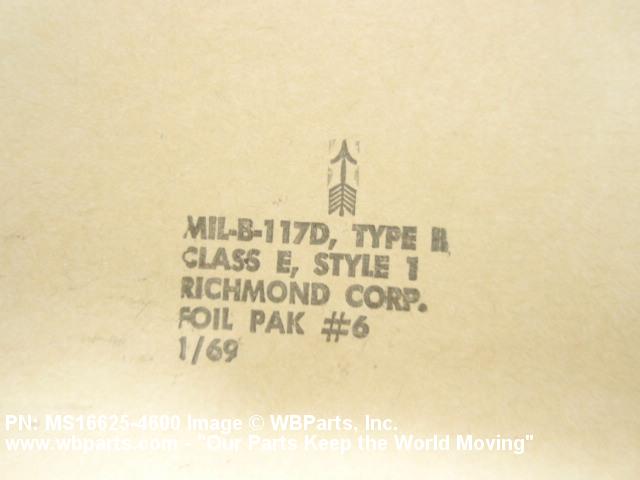 MIL-B-117D, TYPE II
CLASS E, STYLE 1
RICHMOND CORP.
FOIL PAK #6
1/69
PN: MS16625-4600 Image © WBParts, Inc.
www.wbparts.com - "Our Parts Keep the World Moving"